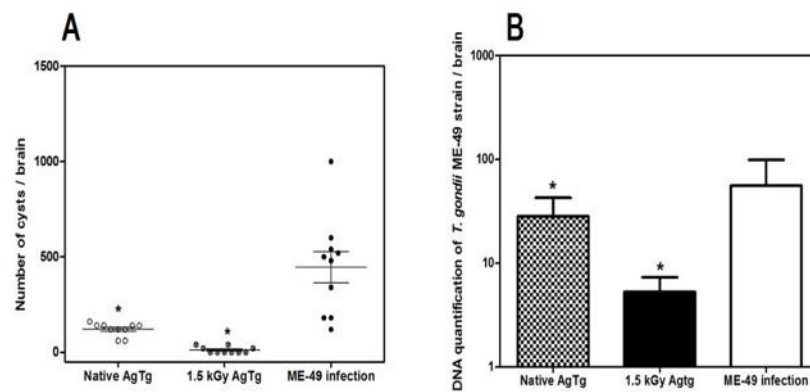 A
Number of cysts / brain
1500
1000
500
0
*
*
Native AgTg
1.5 kGy AgTg
ME-49 infection
B
DNA quantification of T. gondii ME-49 strain / brain
1000
100
10
1
*
*
Native AgTg
1.5 kGy Agtg
ME-49 infection